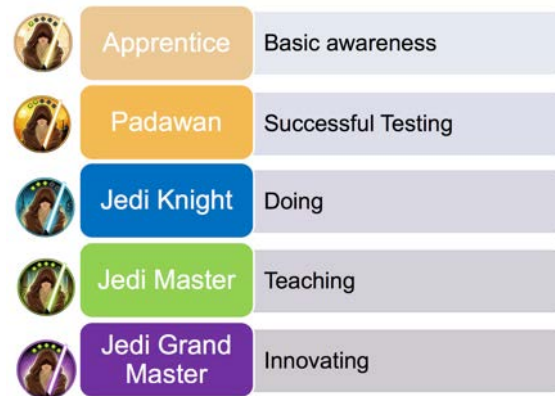 Apprentice
Basic awareness
Padawan
Successful Testing
Jedi Knight
Doing
Jedi Master
Teaching
Jedi Grand
Master
Innovating